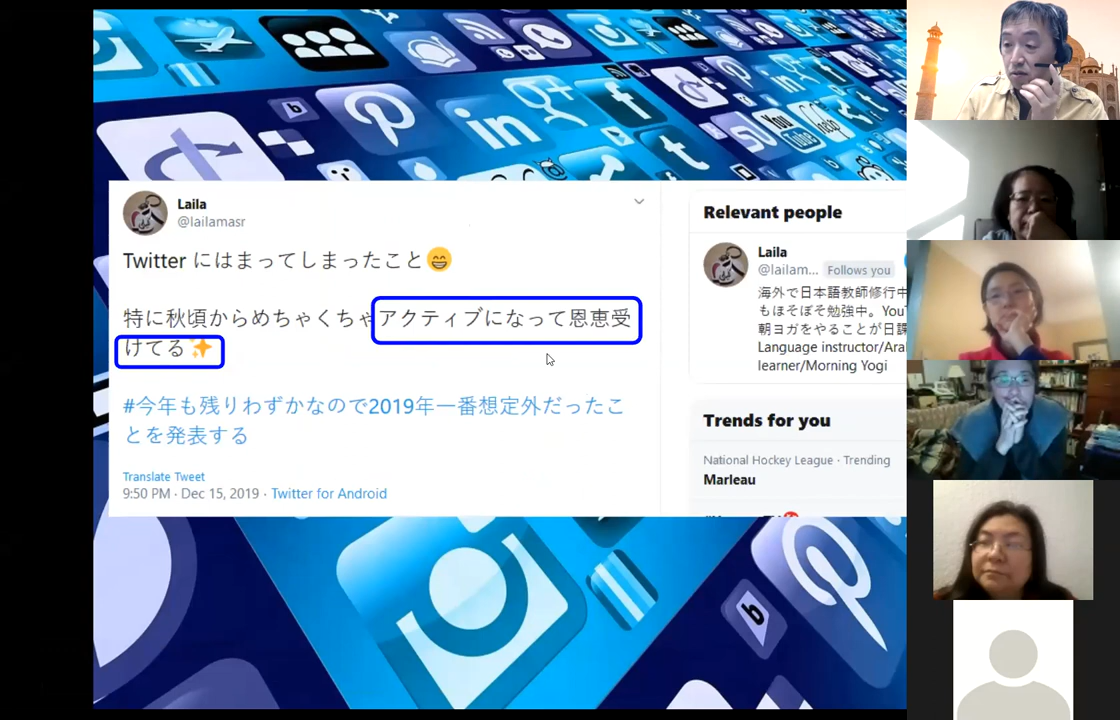 You
Tube
Yelp
Laila
@lailamasr
Twitter にはまってしまったこと😄
特に秋頃からめちゃくちゃアクティブになって恩恵受
けてる✨
#今年も残りわずかなので2019年一番想定外だったこ
とを発表する
Translate Tweet
9:50 PM · Dec 15, 2019 · Twitter for Android
Relevant people
Laila
@lailam... Follows you
海外で日本語教師修行中
もほそぼそ勉強中。You
朝ヨガをやることが日課
Language instructor/Ara
learner/Morning Yogi
Trends for you
National Hockey League · Trending
Marleau